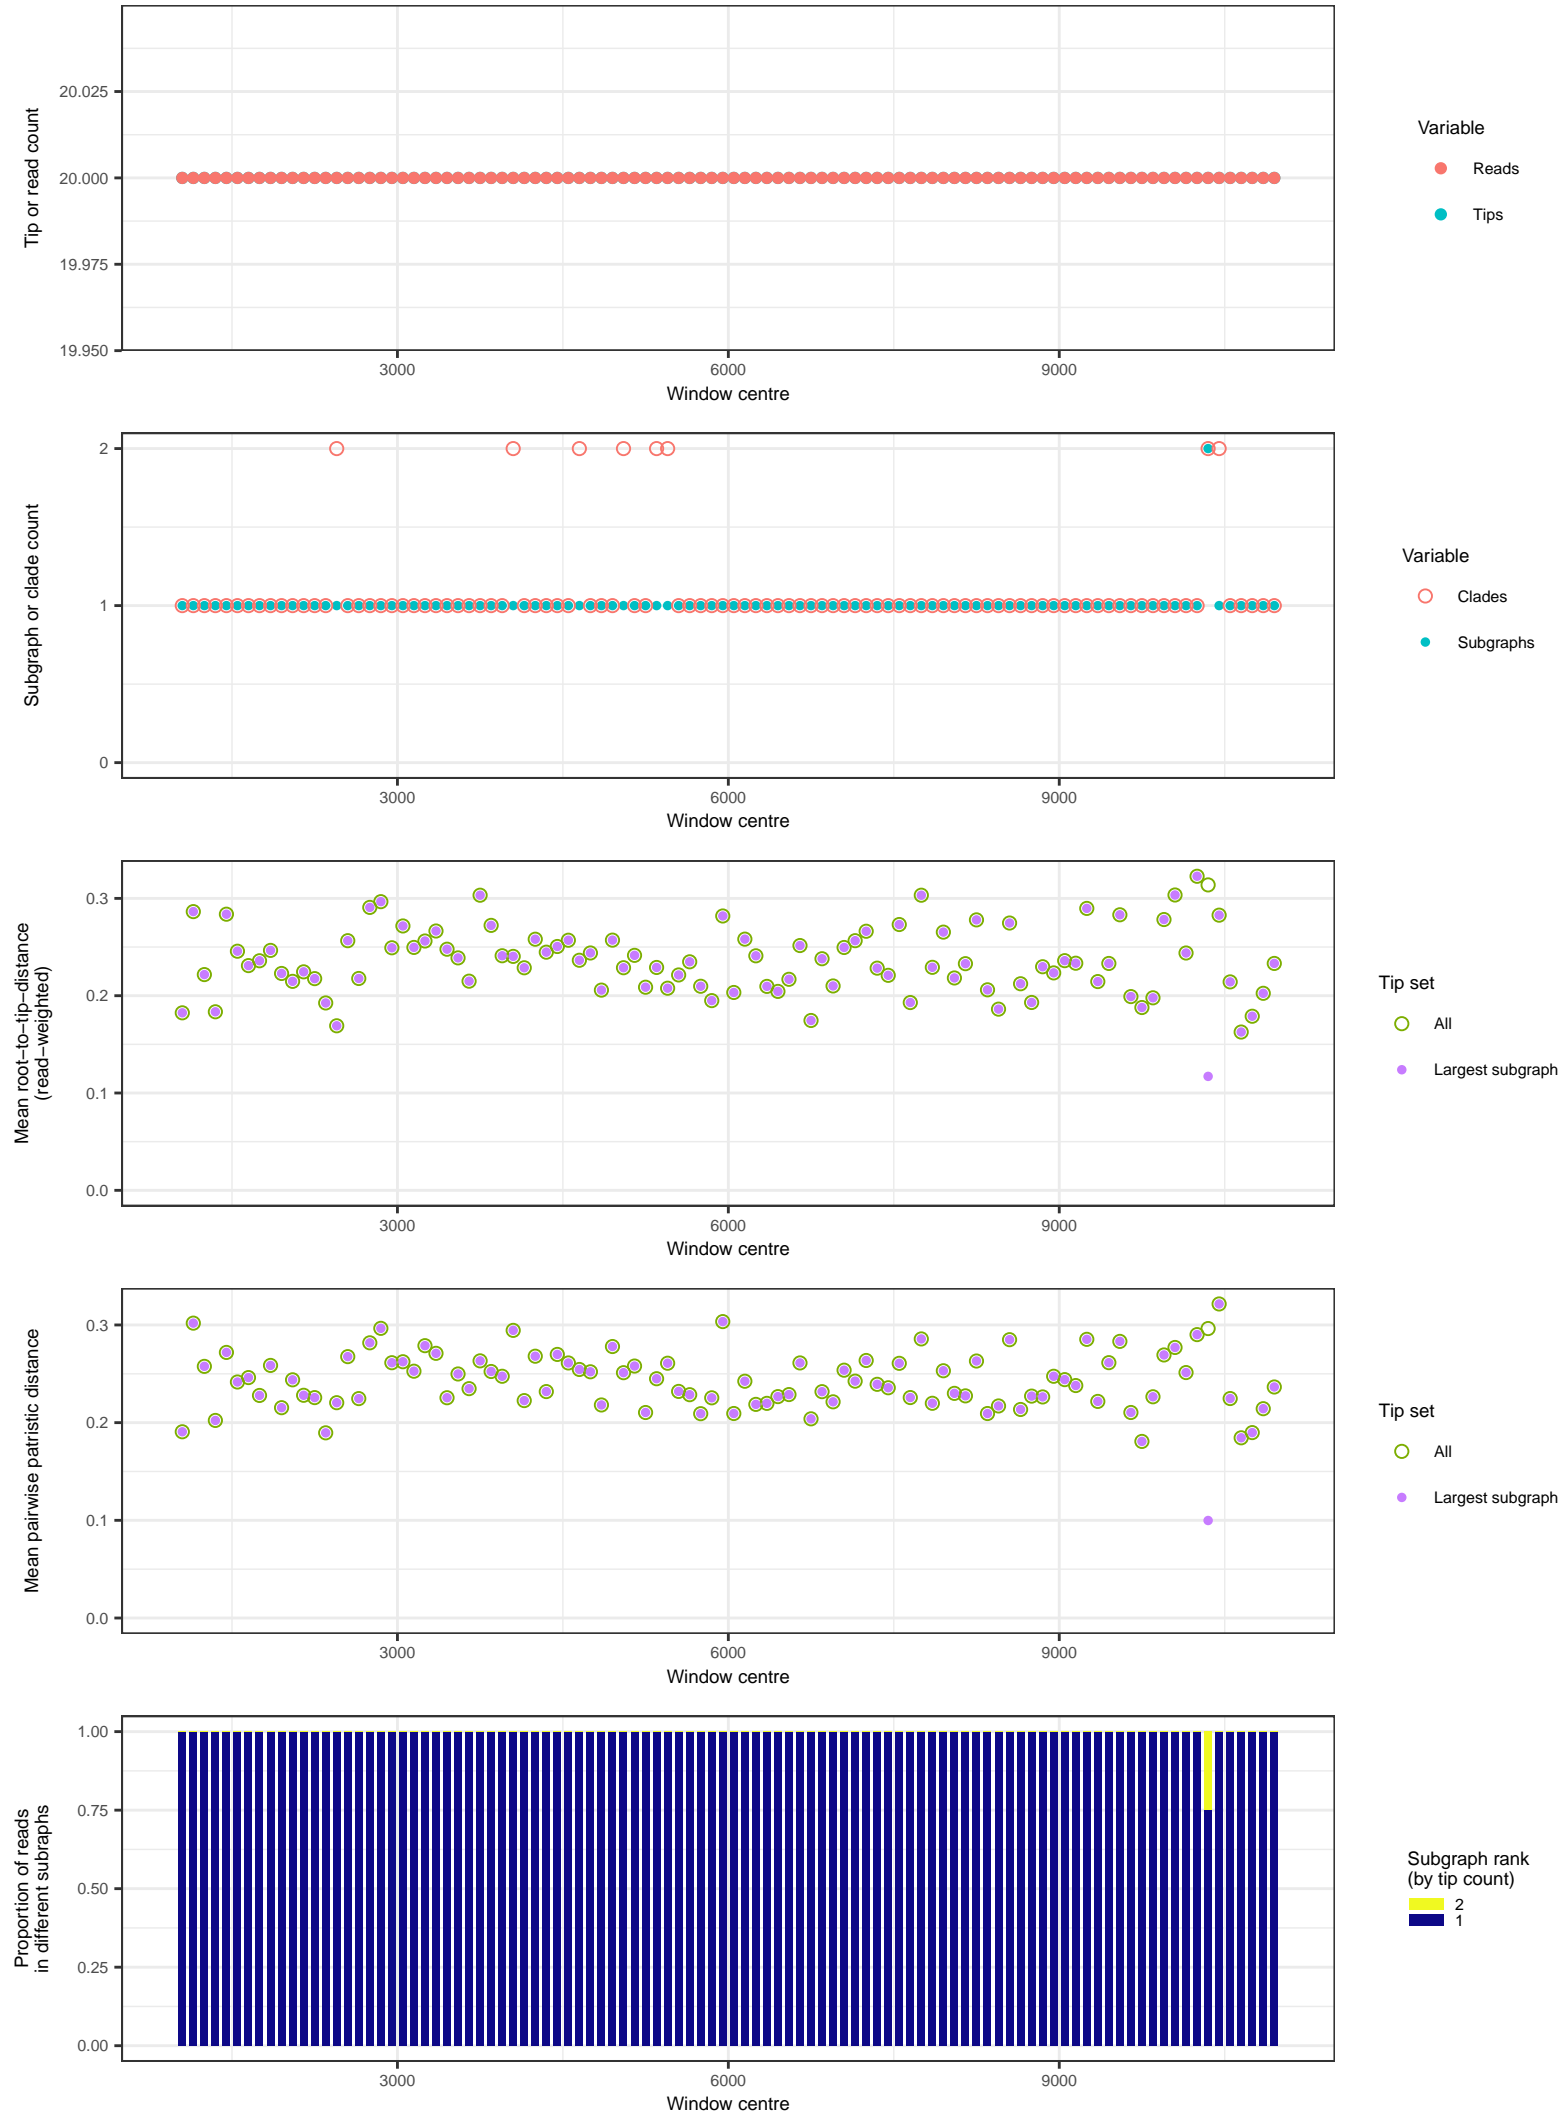 Tip or read count
20.025
20.000
19.975
19.950
3000
6000
9000
Window centre
Variable
Reads
Tips
Subgraph or clade count
2
1
0
3000
6000
9000
Window centre
Variable
Clades
Subgraphs
Mean root−to−tip−distance
(read−weighted)
0.3
0.2
0.1
0.0
3000
6000
9000
Window centre
Tip set
All
Largest subgraph
Mean pairwise patristic distance
0.3
0.2
0.1
0.0
3000
6000
9000
Window centre
Tip set
All
Largest subgraph
Proportion of reads
in different subraphs
1.00
0.75
0.50
0.25
0.00
3000
6000
9000
Window centre
Subgraph rank
(by tip count)
2
1